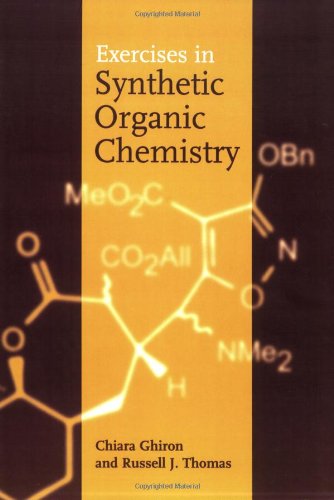 Exercises in
Synthetic
Organic
Chemistry
OBn
MeO2C
N
O
CO2All
O
NMe2
O
H
Chiara Ghiron
and Russell J. Thomas